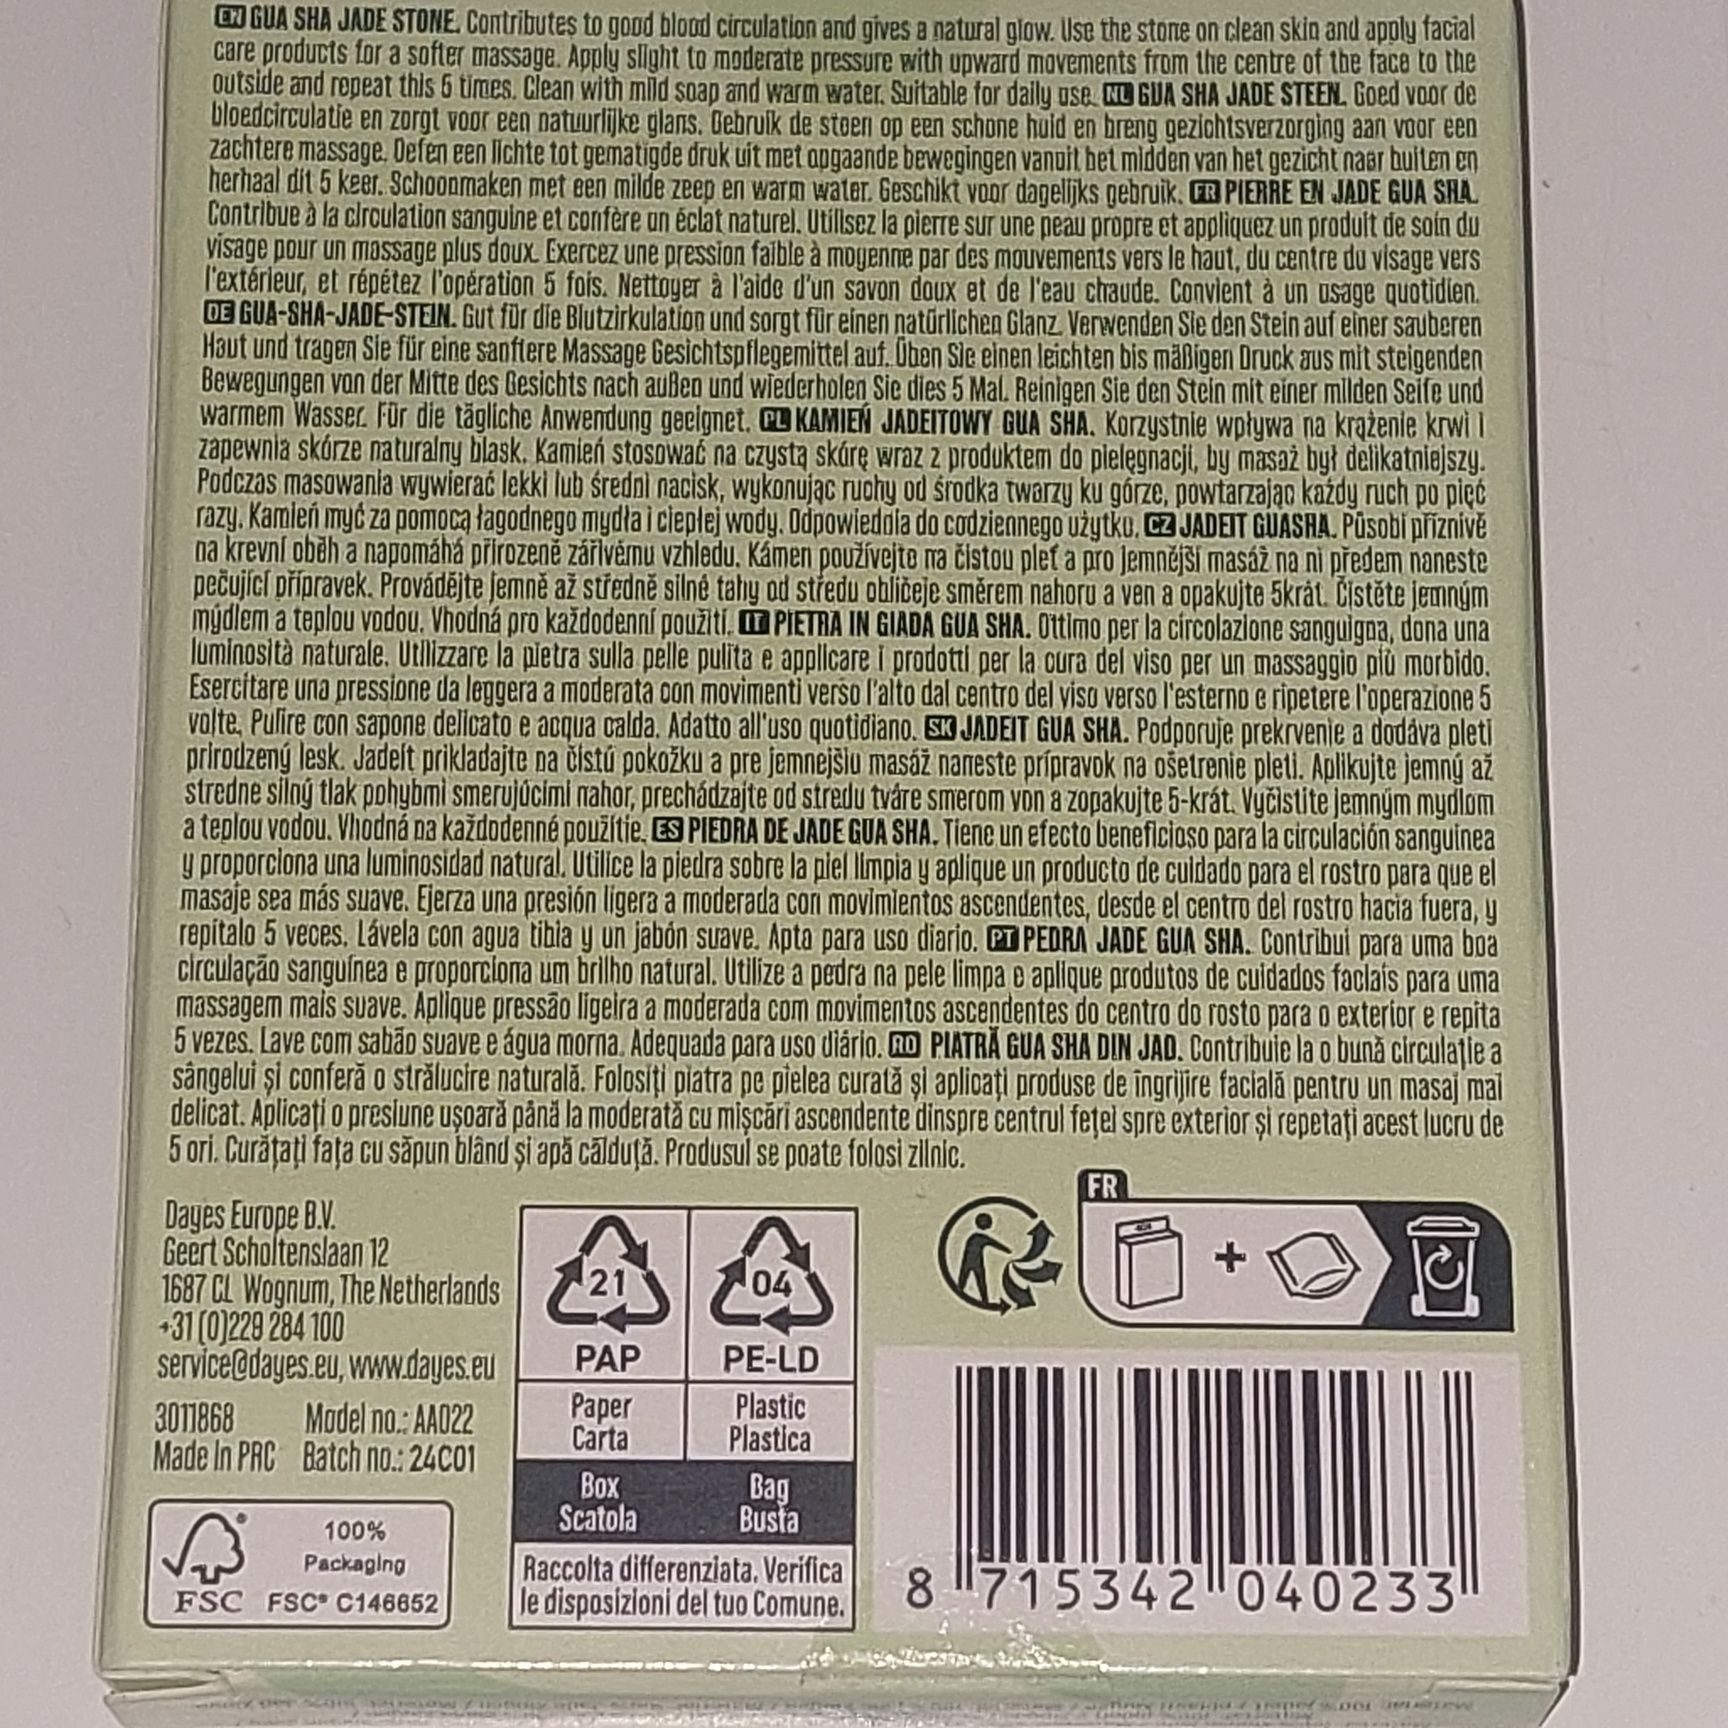 EN GUA SHA JADE STONE. Contributes to good blood circulation and gives a natural glow. Use the stone on clean skin and apply facial
care products for a softer massage. Apply slight to moderate pressure with upward movements from the centre of the face to the
outside and repeat this 5 times. Clean with mild soap and warm water. Suitable for daily use. NL GUA SHA JADE STEEN. Goed voor de
bloedcirculatie en zorgt voor een natuurlijke glans. Gebruik de steen op een schone huid en breng gezichtsverzorging aan voor een
zachtere massage. Oefen een lichte tot gematigde druk uit met opgaande bewegingen vanuit het midden van het gezicht naar buiten en
herhaal dit 5 keer. Schoonmaken met een milde zeep en warm water. Geschikt voor dagelijks gebruik. FR PIERRE EN JADE GUA SHA.
Contribue à la circulation sanguine et confère un éclat naturel. Utilisez la pierre sur une peau propre et appliquez un produit de soin du
visage pour un massage plus doux. Exercez une pression faible à moyenne par des mouvements vers le haut, du centre du visage vers
l'extérieur, et répétez l'opération 5 fois. Nettoyer à l'aide d'un savon doux et de l'eau chaude. Convient à un usage quotidien.
DE GUA-SHA-JADE-STEIN. Gut für die Blutzirkulation und sorgt für einen natürlichen Glanz. Verwenden Sie den Stein auf einer sauberen
Haut und tragen Sie für eine sanftere Massage Gesichtspflegemittel auf. Üben Sie einen leichten bis mäßigen Druck aus mit steigenden
Bewegungen von der Mitte des Gesichts nach außen und wiederholen Sie dies 5 Mal. Reinigen Sie den Stein mit einer milden Seife und
warmem Wasser. Für die tägliche Anwendung geeignet. PL KAMIEŃ JADEITOWY GUA SHA. Korzystnie wpływa na krążenie krwi i
zapewnia skórze naturalny blask. Kamień stosować na czystą skórę wraz z produktem do pielęgnacji, by masaż był delikatniejszy.
Podczas masowania wywierać lekki lub średni nacisk, wykonując ruchy od środka twarzy ku górze, powtarzając każdy ruch po pięć
razy. Kamień myć za pomocą łagodnego mydła i ciepłej wody. Odpowiednia do codziennego użytku. CZ JADEIT GUASHA. Působí příznivě
na krevní oběh a napomáhá přirozeně zářivému vzhledu. Kámen používejte na čistou pleť a pro jemnější masáž na ni předem naneste
pečující přípravek. Provádějte jemné až středně silné tahy od středu obličeje směrem nahoru a ven a opakujte 5krát. Čistěte jemným
mýdlem a teplou vodou. Vhodná pro každodenní použití. IT PIETRA IN GIADA GUA SHA. Ottimo per la circolazione sanguigna, dona una
luminosità naturale. Utilizzare la pietra sulla pelle pulita e applicare i prodotti per la cura del viso per un massaggio più morbido.
Esercitare una pressione da leggera a moderata con movimenti verso l'alto dal centro del viso verso l'esterno e ripetere l'operazione 5
volte. Pulire con sapone delicato e acqua calda. Adatto all'uso quotidiano. SK JADEIT GUA SHA. Podporuje prekrvenie a dodáva pleti
prirodzený lesk. Jadeit prikladajte na čistú pokožku a pre jemnejšiu masáž naneste prípravok na ošetrenie pleti. Aplikujte jemný až
stredne silný tlak pohybmi smerujúcimi nahor, prechádzajte od stredu tváre smerom von a zopakujte 5-krát. Vyčistite jemným mydlom
a teplou vodou. Vhodná na každodenné použitie. ES PIEDRA DE JADE GUA SHA. Tiene un efecto beneficioso para la circulación sanguínea
y proporciona una luminosidad natural. Utilice la piedra sobre la piel limpia y aplique un producto de cuidado para el rostro para que el
masaje sea más suave. Ejerza una presión ligera a moderada con movimientos ascendentes, desde el centro del rostro hacia fuera, y
repítalo 5 veces. Lávela con agua tibia y un jabón suave. Apta para uso diario. PT PEDRA JADE GUA SHA. Contribui para uma boa
circulação sanguínea e proporciona um brilho natural. Utilize a pedra na pele limpa e aplique produtos de cuidados faciais para uma
massagem mais suave. Aplique pressão ligeira a moderada com movimentos ascendentes do centro do rosto para o exterior e repita
5 vezes. Lave com sabão suave e água morna. Adequada para uso diário. RO PIATRĂ GUA SHA DIN JAD. Contribuie la o bună circulație a
sângelui și conferă o strălucire naturală. Folosiți piatra pe pielea curată și aplicați produse de îngrijire facială pentru un masaj mai
delicat. Aplicați o presiune ușoară până la moderată cu mișcări ascendente dinspre centrul feței spre exterior și repetați acest lucru de
5 ori. Curățați fața cu săpun blând și apă călduță. Produsul se poate folosi zilnic.
Dayes Europe B.V.
Geert Scholtenslaan 12
1687 CL Wognum, The Netherlands
+31 (0)229 284 100
service@dayes.eu, www.dayes.eu
3011868 Model no.: AA022
Made in PRC Batch no.: 24C01
100%
Packaging
FSC FSC® C146652
21 04
PAP PE-LD
Paper Plastic
Carta Plastica
Box Bag
Scatola Busta
Raccolta differenziata. Verifica
le disposizioni del tuo Comune.
FR
8 715342 040233